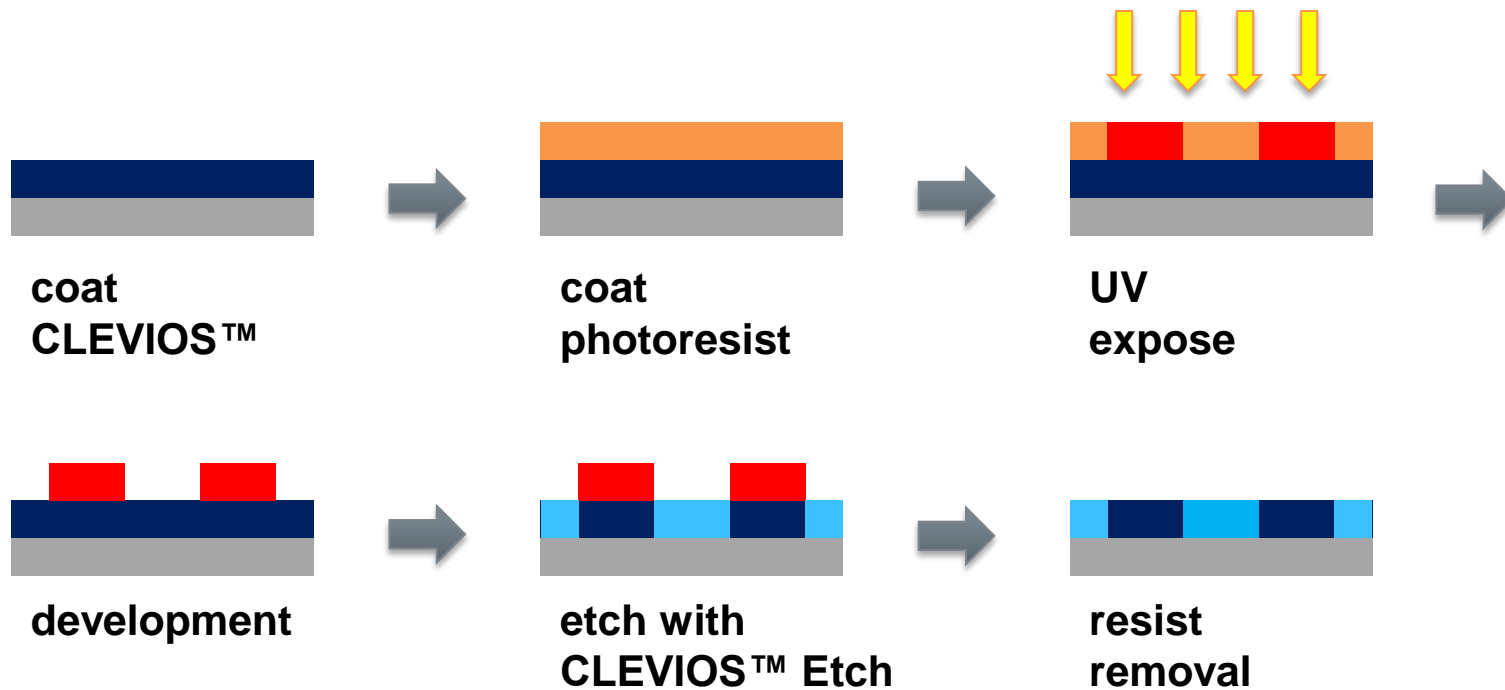 coat
CLEVIOS™
coat
photoresist
UV
expose
development
etch with
CLEVIOS™ Etch
resist
removal